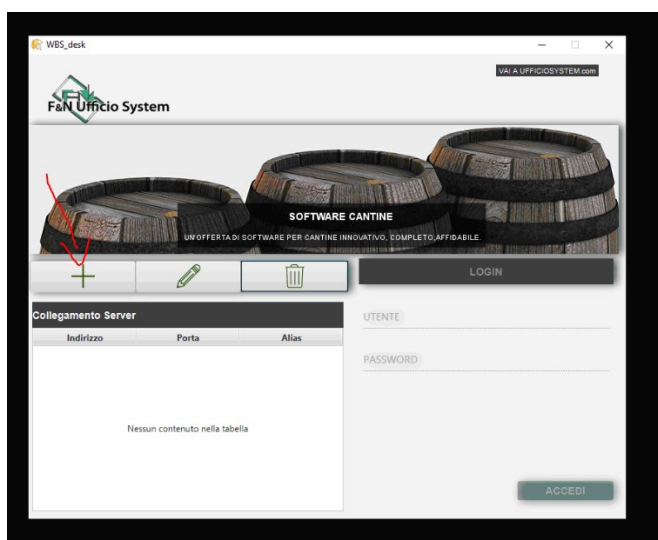 WBS_desk
VAI A UFFICIOSYSTEM.com
F&N Ufficio System
SOFTWARE CANTINE
UN'OFFERTA DI SOFTWARE PER CANTINE INNOVATIVO, COMPLETO,AFFIDABILE.
LOGIN
Collegamento Server
Indirizzo Porta Alias
Nessun contenuto nella tabella
UTENTE
PASSWORD
ACCEDI